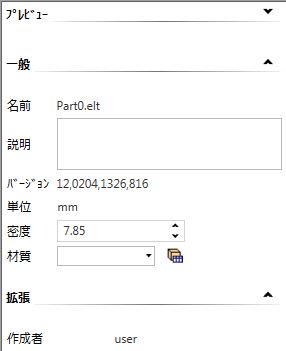 ﾌﾟﾚﾋﾞｭｰ
一般
名前 Part0.elt
説明
ﾊﾞｰｼﾞｮﾝ 12,0204,1326,816
単位 mm
密度 7.85
材質
拡張
作成者 user